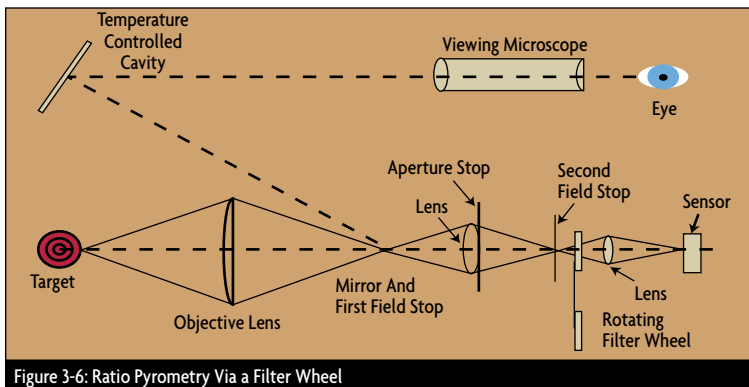 Temperature
Controlled
Cavity
Viewing Microscope
Eye
Aperture Stop
Second
Field Stop
Lens
Sensor
Target
Mirror And
First Field Stop
Lens
Objective Lens
Rotating
Filter Wheel
Figure 3-6: Ratio Pyrometry Via a Filter Wheel